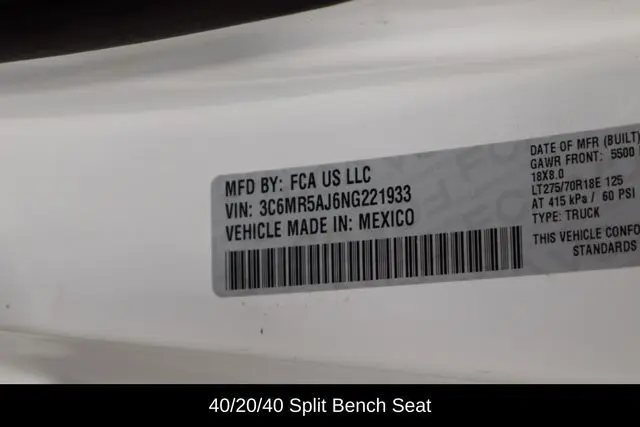 MFD BY: FCA US LLC
VIN: 3C6MR5AJ6NG221933
VEHICLE MADE IN: MEXICO
DATE OF MFR (BUILT)
GAWR FRONT: 5500
18X8.0
LT275/70R18E 125
AT 415 kPa / 60 PSI
TYPE: TRUCK
THIS VEHICLE CONFO
STANDARDS
40/20/40 Split Bench Seat